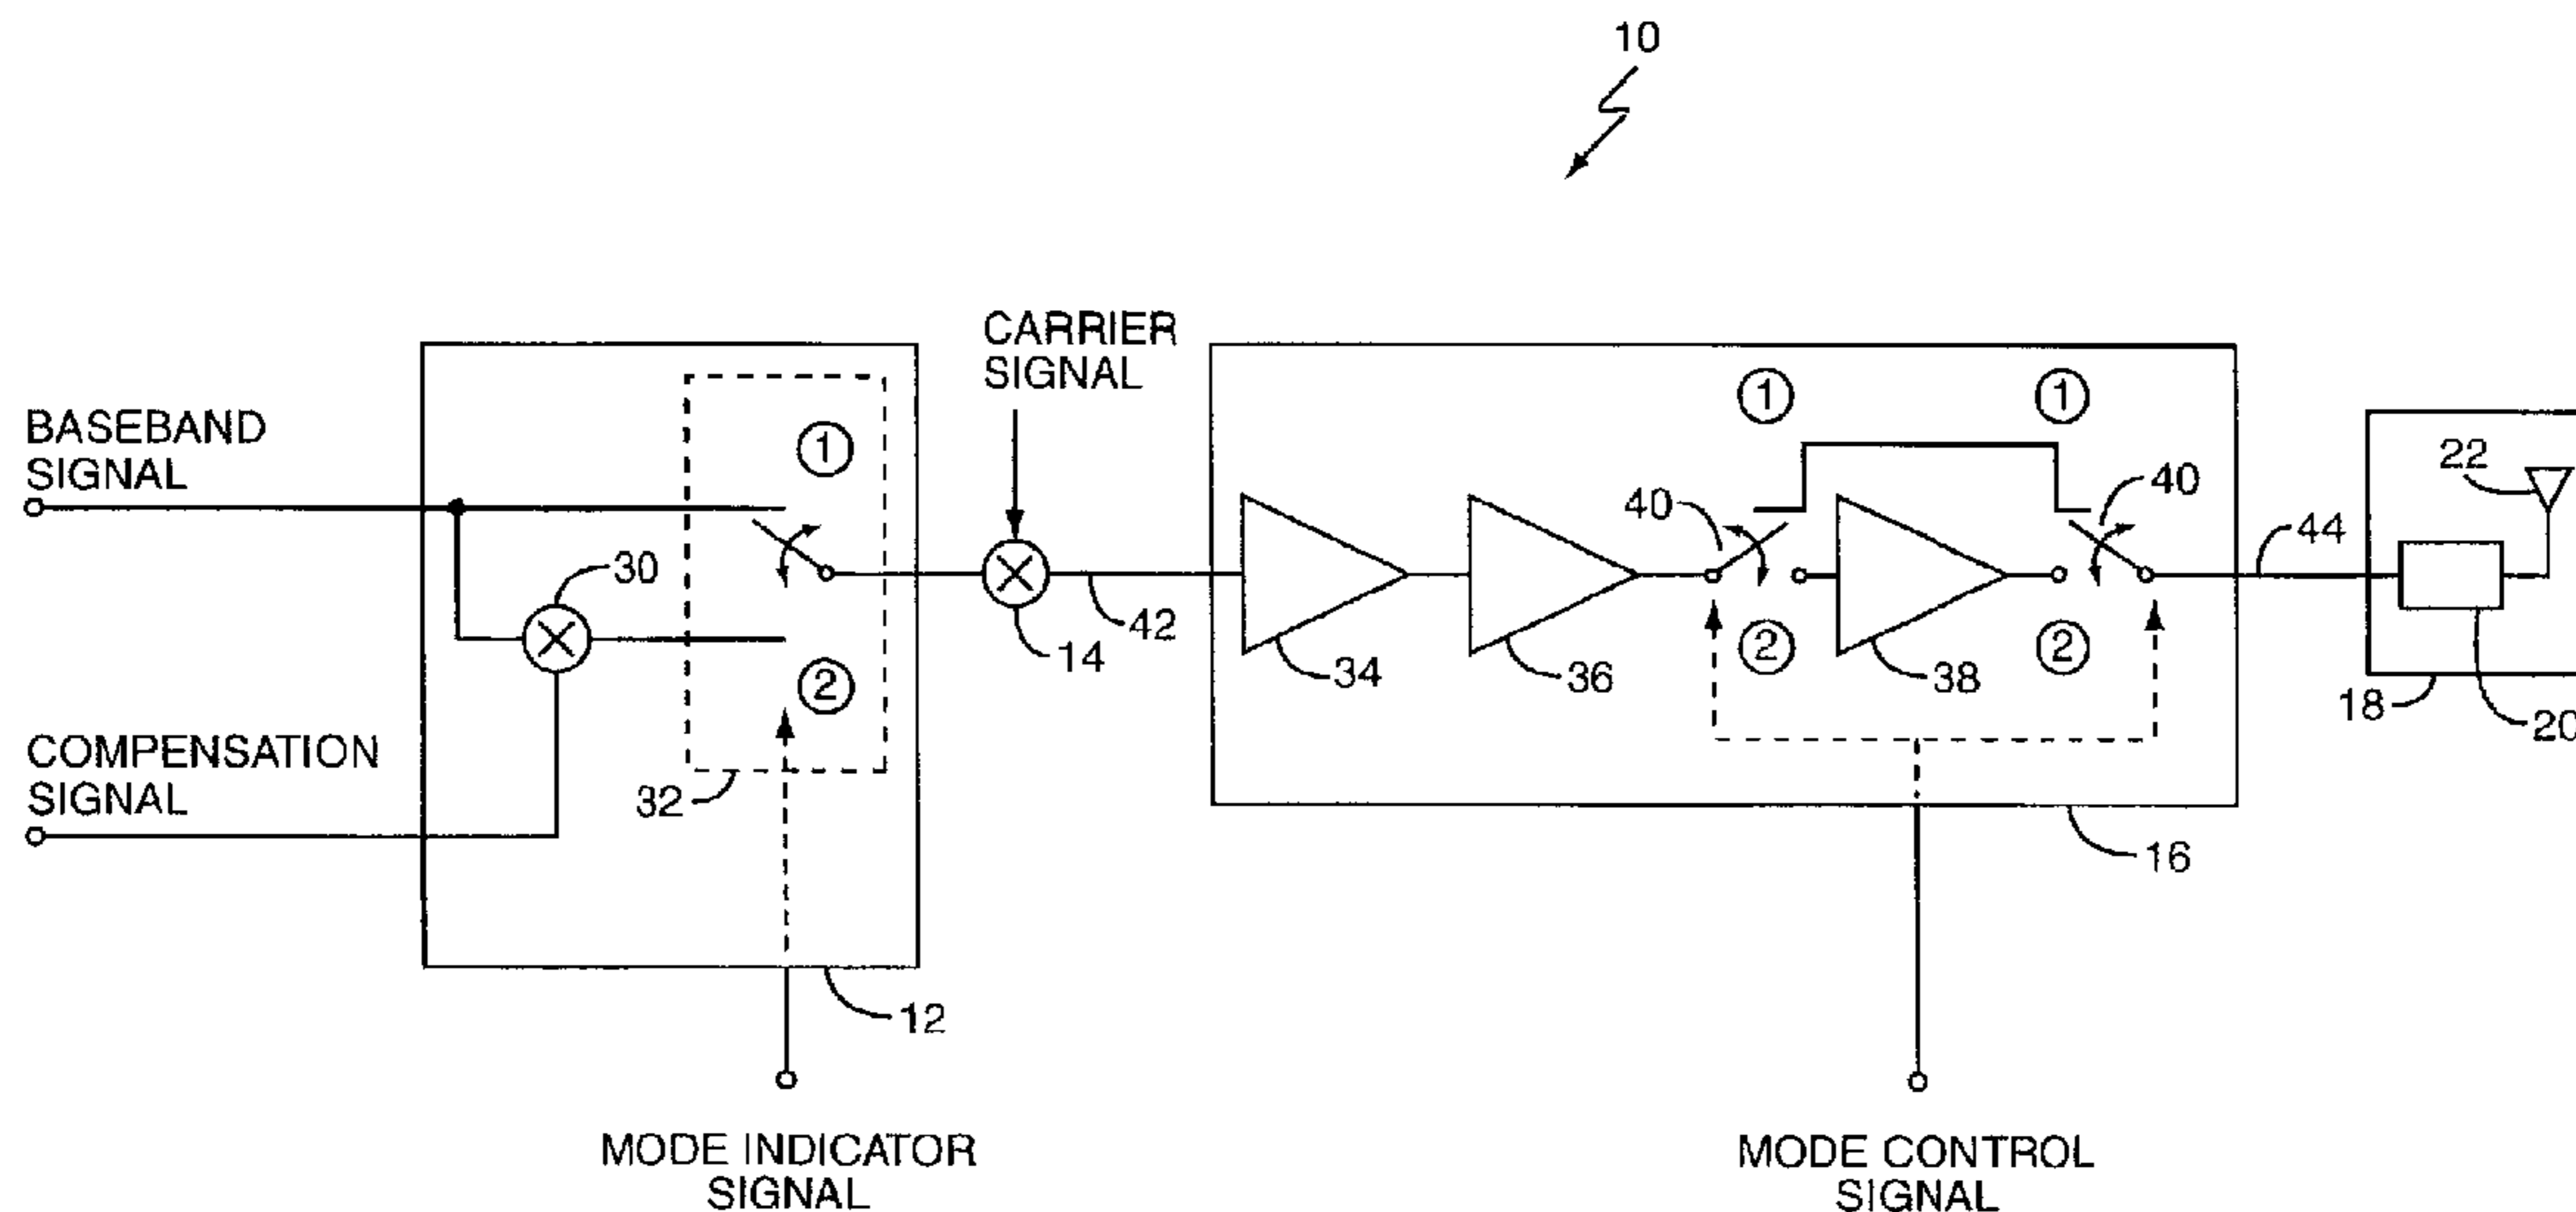 10
CARRIER
SIGNAL
BASEBAND
SIGNAL
1
1
1
22
40
40
44
30
42
14
34
36
2
38
2
18
20
2
COMPENSATION
SIGNAL
32
16
12
MODE INDICATOR
SIGNAL
MODE CONTROL
SIGNAL